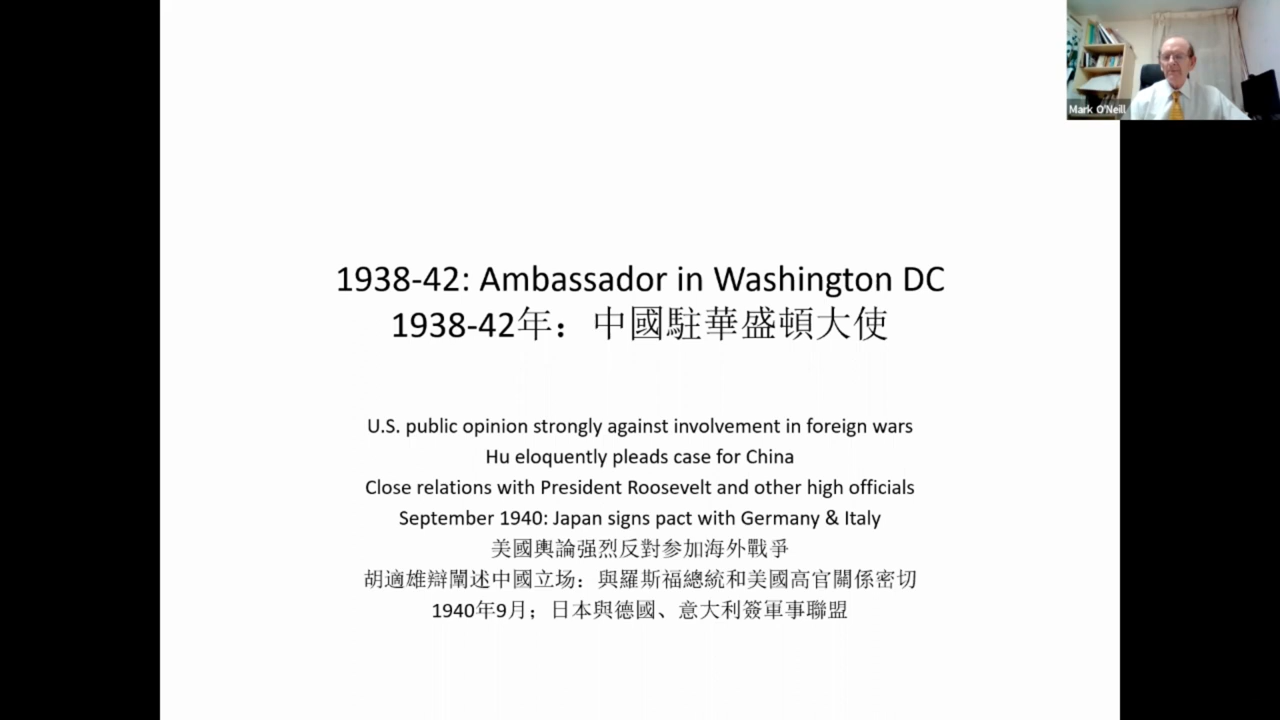 Mark O'Neill
1938-42: Ambassador in Washington DC
1938-42年：中國駐華盛頓大使
U.S. public opinion strongly against involvement in foreign wars
Hu eloquently pleads case for China
Close relations with President Roosevelt and other high officials
September 1940: Japan signs pact with Germany & Italy
美國輿論强烈反對参加海外戰爭
胡適雄辯闡述中國立场：與羅斯福總統和美國高官關係密切
1940年9月；日本與德國、意大利簽軍事聯盟